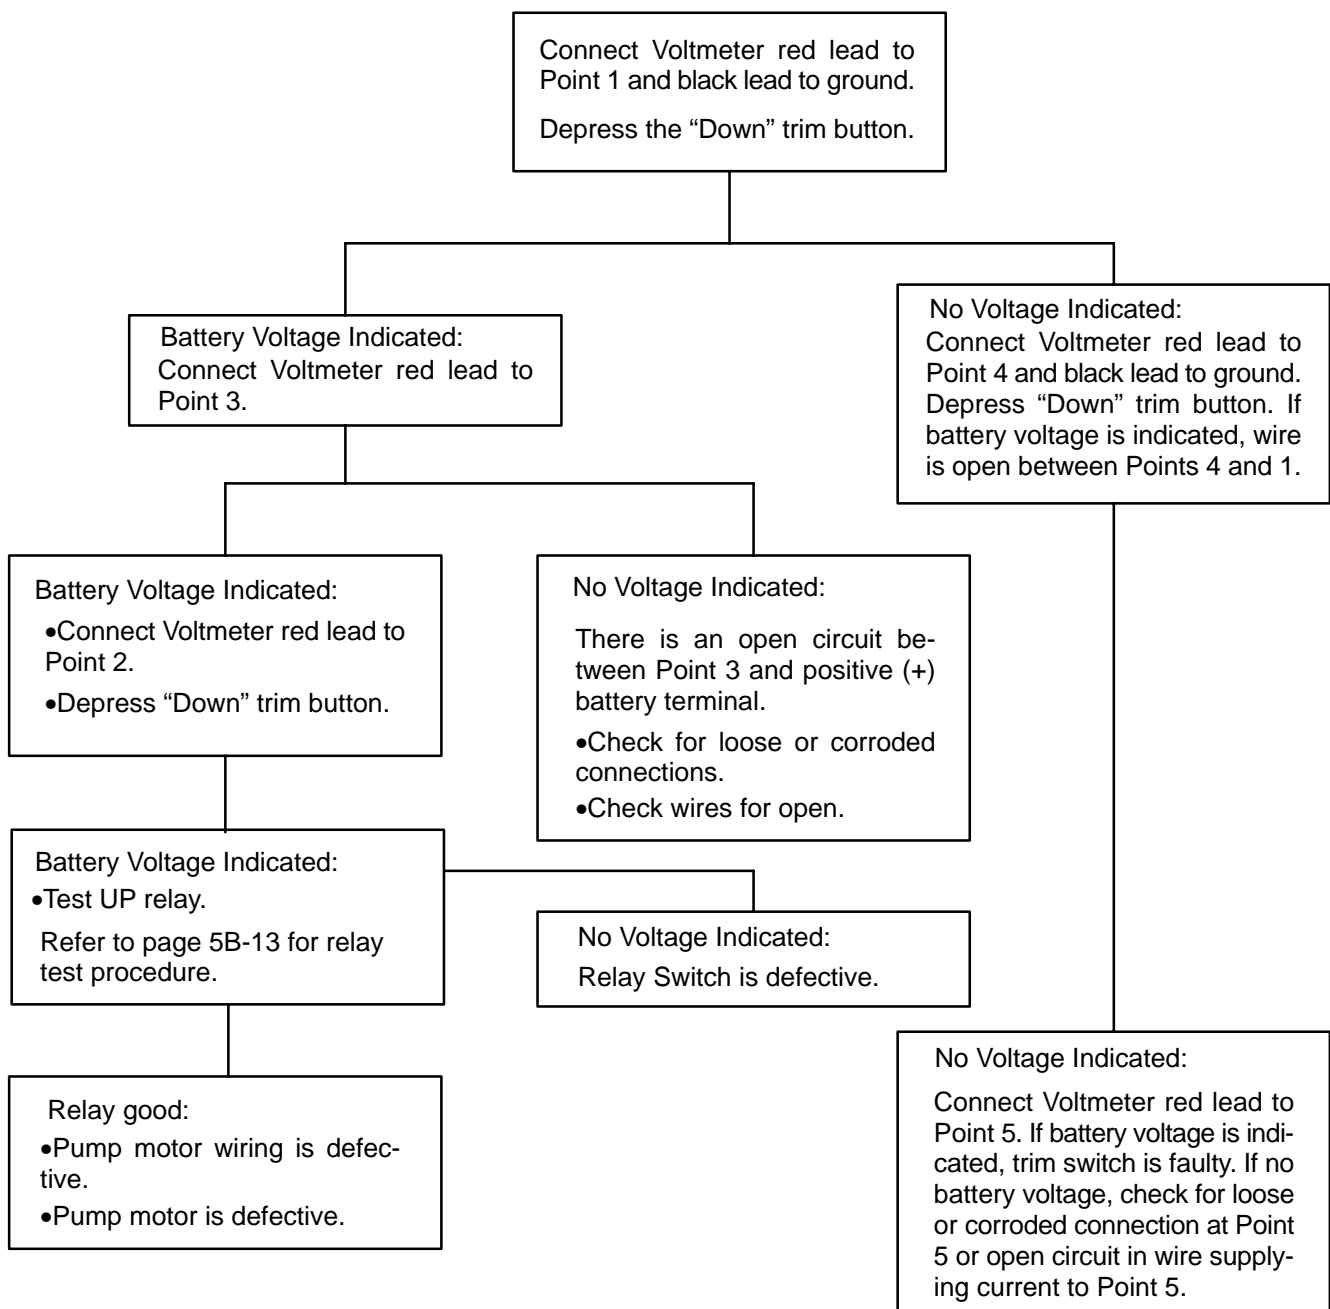 Connect Voltmeter red lead to
Point 1 and black lead to ground.
Depress the “Down” trim button.
Battery Voltage Indicated:
Connect Voltmeter red lead to
Point 3.
No Voltage Indicated:
Connect Voltmeter red lead to
Point 4 and black lead to ground.
Depress “Down” trim button. If
battery voltage is indicated, wire
is open between Points 4 and 1.
Battery Voltage Indicated:
•Connect Voltmeter red lead to
Point 2.
•Depress “Down” trim button.
No Voltage Indicated:
There is an open circuit be-
tween Point 3 and positive (+)
battery terminal.
•Check for loose or corroded
connections.
•Check wires for open.
Battery Voltage Indicated:
•Test UP relay.
Refer to page 5B-13 for relay
test procedure.
No Voltage Indicated:
Relay Switch is defective.
Relay good:
•Pump motor wiring is defec-
tive.
•Pump motor is defective.
No Voltage Indicated:
Connect Voltmeter red lead to
Point 5. If battery voltage is indi-
cated, trim switch is faulty. If no
battery voltage, check for loose
or corroded connection at Point
5 or open circuit in wire supply-
ing current to Point 5.